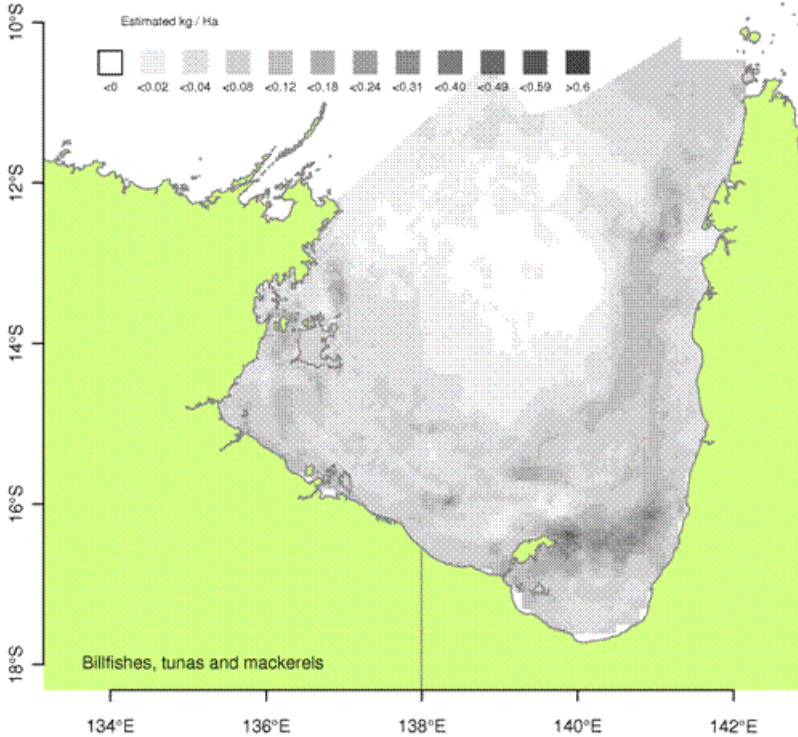 Estimated kg / Ha
<0 <0.02 <0.04 <0.08 <0.12 <0.18 <0.24 <0.31 <0.40 <0.49 <0.59 >0.6
10°S
12°S
14°S
16°S
18°S
Billfishes, tunas and mackerels
134°E 136°E 138°E 140°E 142°E